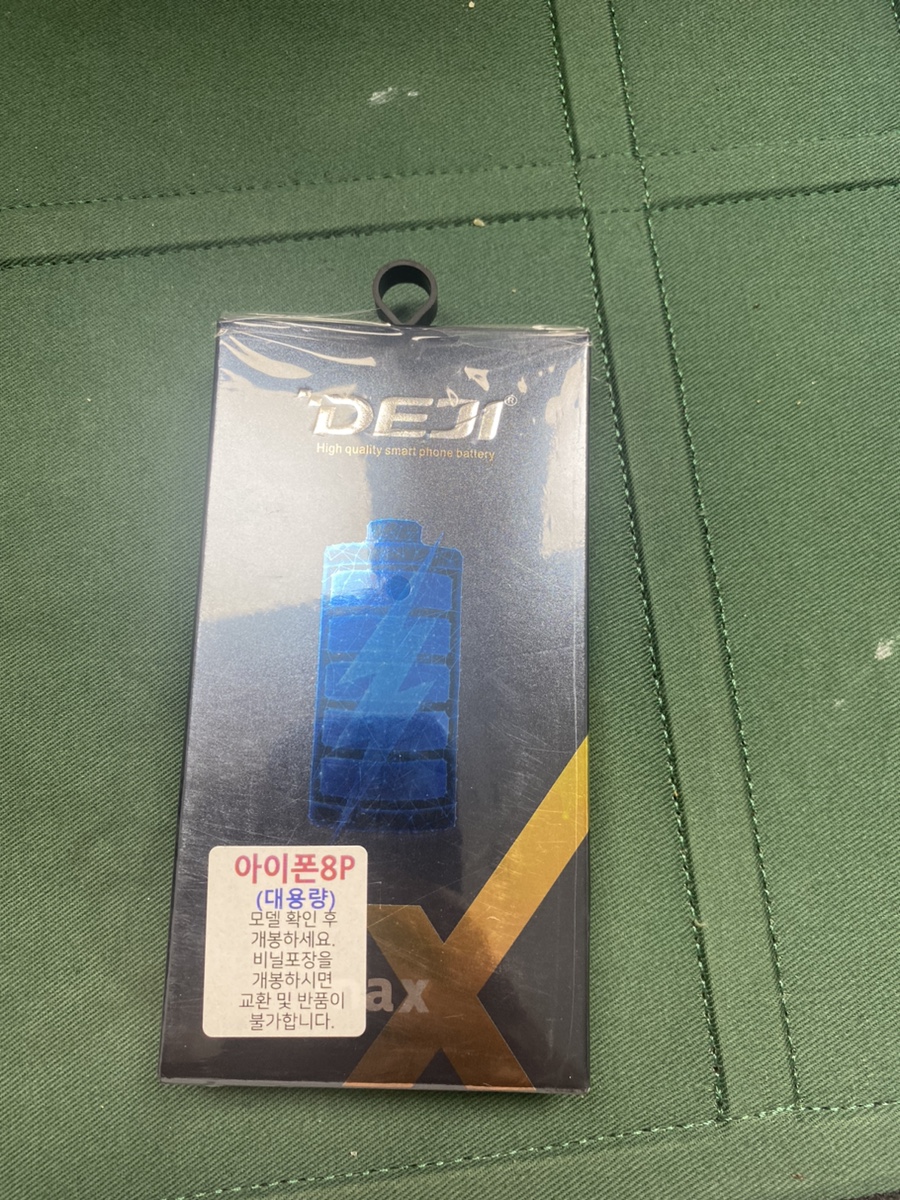 DEJI®
High quality smart phone battery
아이폰8P
(대용량)
모델 확인 후
개봉하세요.
비닐포장을
개봉하시면
교환 및 반품이
불가합니다.
X